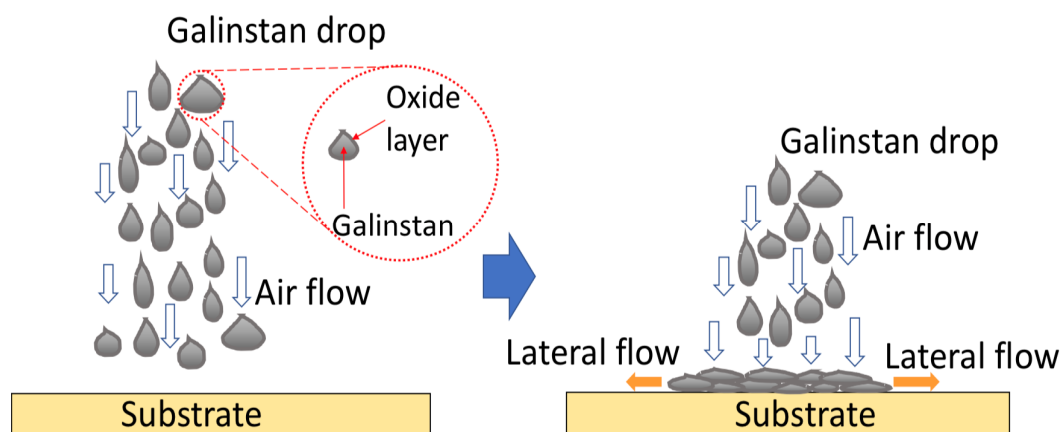 Galinstan drop
Oxide
layer
Galinstan
Air flow
Substrate
Galinstan drop
Air flow
Lateral flow
Lateral flow
Substrate